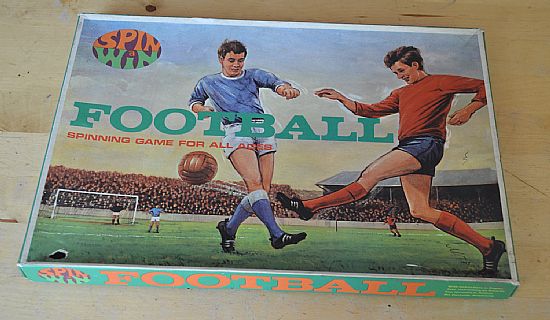 SPIN
&
WIN
FOOTBALL
SPINNING GAME FOR ALL AGES
SPIN
&
WIN
FOOTBALL